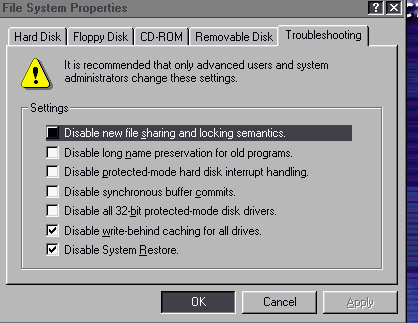 File System Properties
Hard Disk Floppy Disk CD-ROM Removable Disk Troubleshooting
It is recommended that only advanced users and system
administrators change these settings.
Settings
Disable new file sharing and locking semantics.
Disable long name preservation for old programs.
Disable protected-mode hard disk interrupt handling.
Disable synchronous buffer commits.
Disable all 32-bit protected-mode disk drivers.
Disable write-behind caching for all drives.
Disable System Restore.
OK Cancel Apply